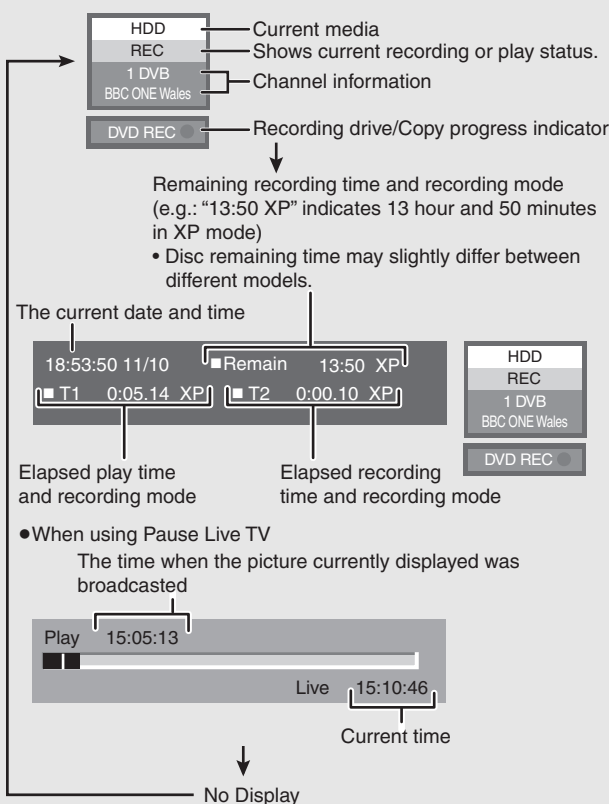 HDD
Current media
REC
Shows current recording or play status.
1 DVB
BBC ONE Wales
Channel information
DVD REC
Recording drive/Copy progress indicator
Remaining recording time and recording mode
(e.g.: “13:50 XP” indicates 13 hour and 50 minutes
in XP mode)
• Disc remaining time may slightly differ between
different models.
The current date and time
18:53:50 11/10
Remain 13:50 XP
T1 0:05.14 XP
T2 0:00.10 XP
HDD
REC
1 DVB
BBC ONE Wales
DVD REC
Elapsed play time
and recording mode
Elapsed recording
time and recording mode
●When using Pause Live TV
The time when the picture currently displayed was
broadcasted
Play 15:05:13
Live 15:10:46
Current time
No Display